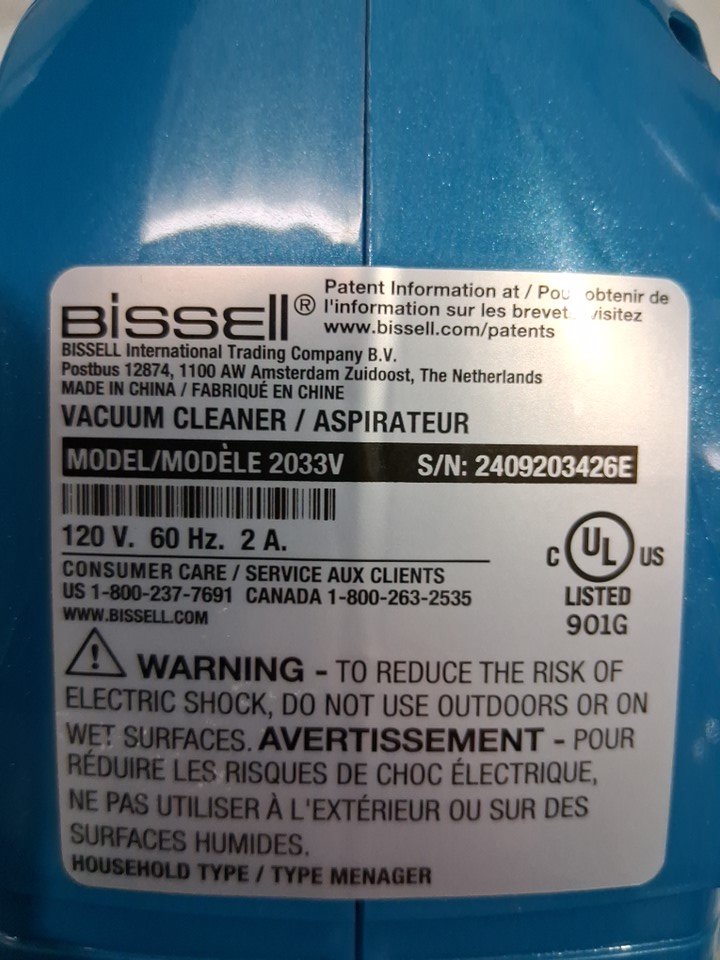 BISSELL®
Patent Information at / Pou obtenir de
l'information sur les brevet visitez
www.bissell.com/patents
BISSELL International Trading Company B.V.
Postbus 12874, 1100 AW Amsterdam Zuidoost, The Netherlands
MADE IN CHINA / FABRIQUÉ EN CHINE
VACUUM CLEANER / ASPIRATEUR
MODEL/MODÈLE 2033V S/N: 2409203426E
120 V. 60 Hz. 2 A.
CONSUMER CARE / SERVICE AUX CLIENTS
US 1-800-237-7691 CANADA 1-800-263-2535
WWW.BISSELL.COM
C UL US
LISTED
901G
WARNING - TO REDUCE THE RISK OF
ELECTRIC SHOCK, DO NOT USE OUTDOORS OR ON
WET SURFACES. AVERTISSEMENT - POUR
RÉDUIRE LES RISQUES DE CHOC ÉLECTRIQUE,
NE PAS UTILISER À L'EXTÉRIEUR OU SUR DES
SURFACES HUMIDES.
HOUSEHOLD TYPE / TYPE MENAGER